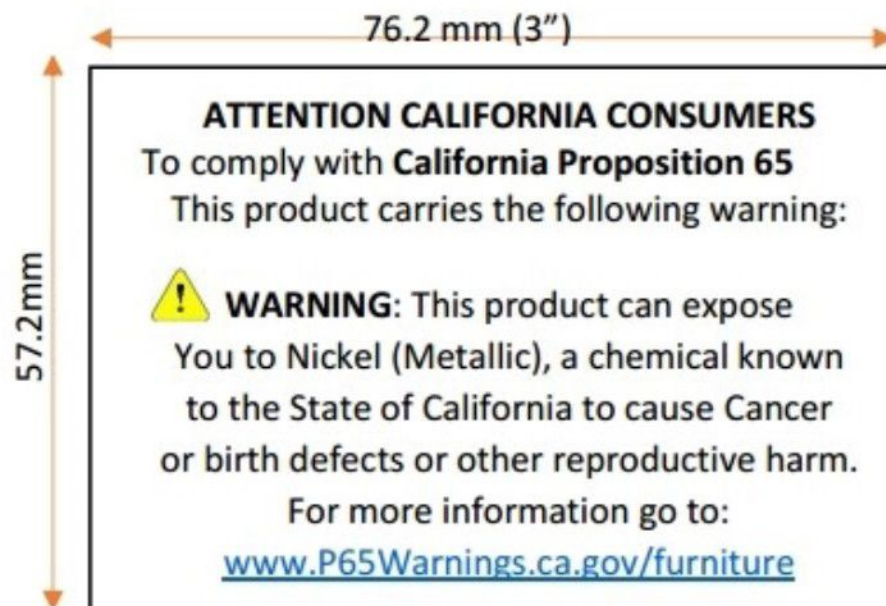 76.2 mm (3”)
57.2mm
ATTENTION CALIFORNIA CONSUMERS
To comply with California Proposition 65
This product carries the following warning:
! WARNING: This product can expose
You to Nickel (Metallic), a chemical known
to the State of California to cause Cancer
or birth defects or other reproductive harm.
For more information go to:
www.P65Warnings.ca.gov/furniture